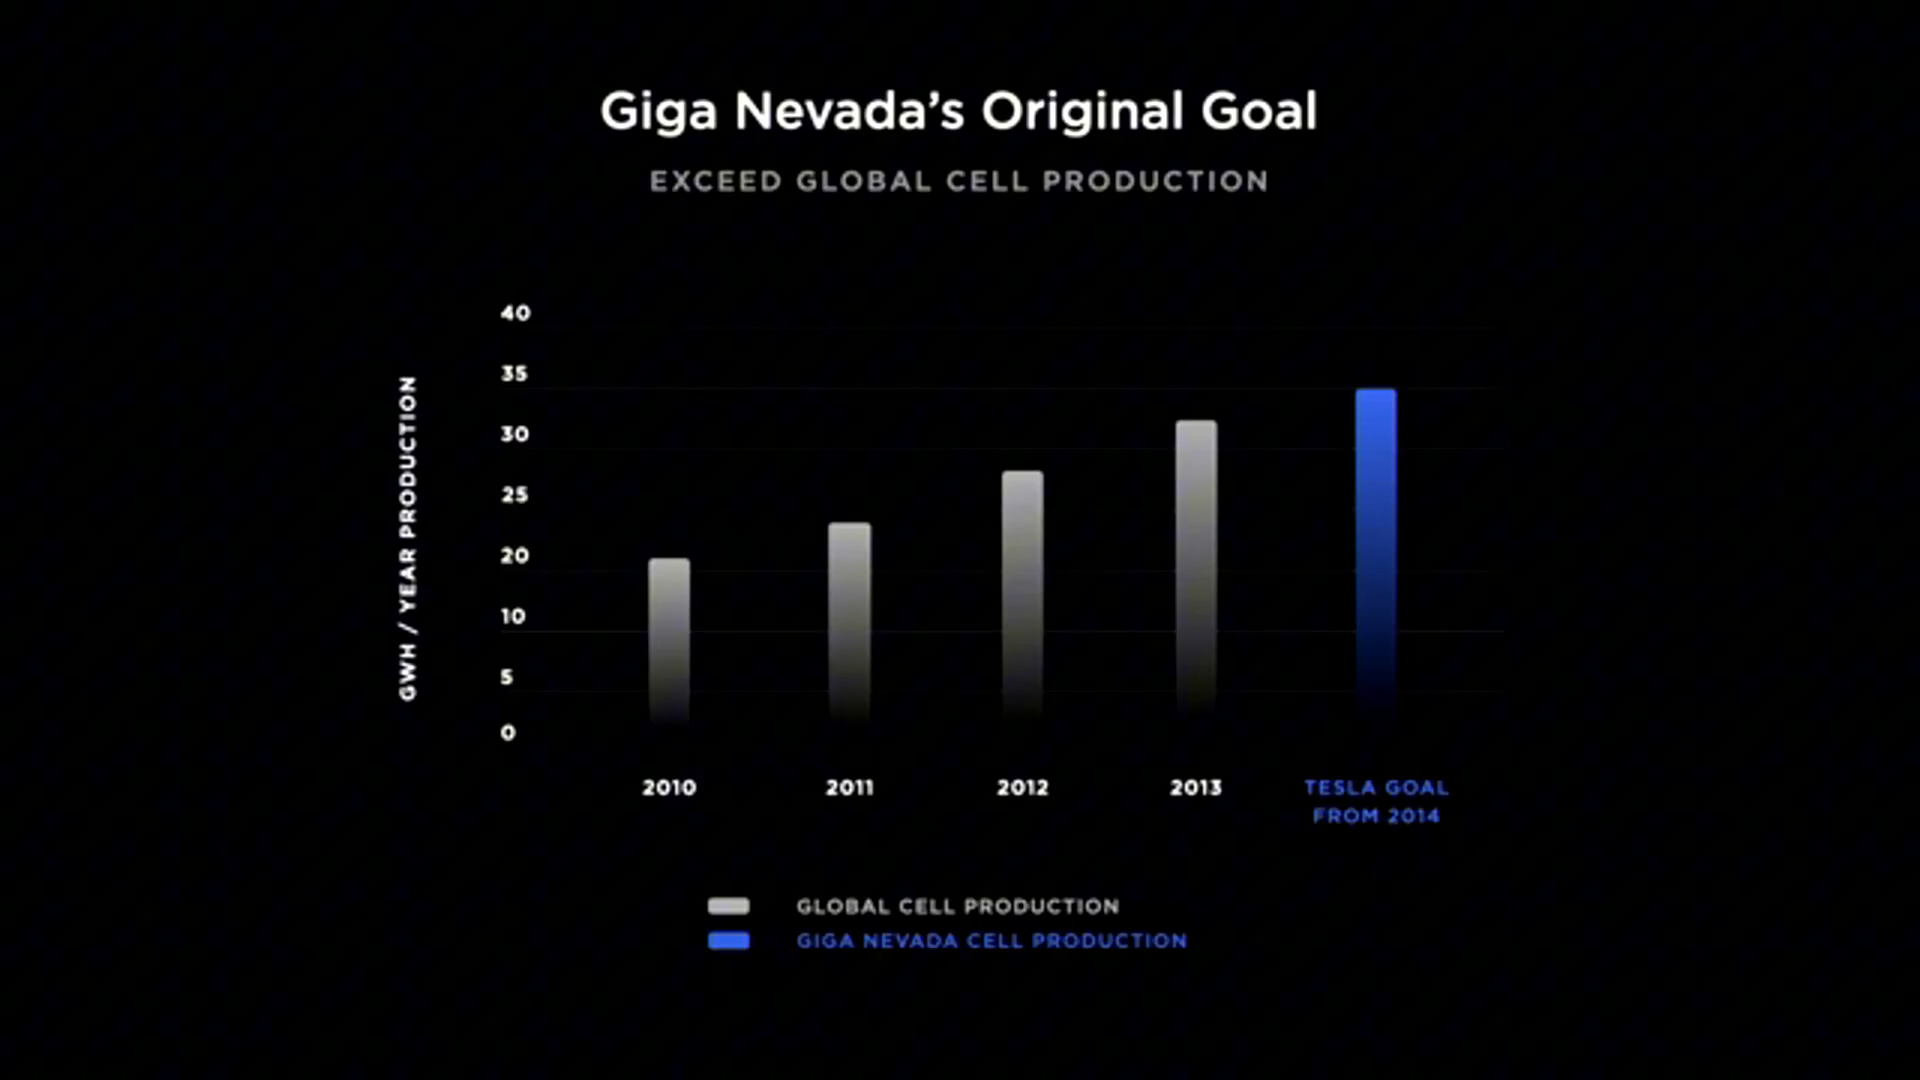 Giga Nevada’s Original Goal
EXCEED GLOBAL CELL PRODUCTION
GWH / YEAR PRODUCTION
40
35
30
25
20
10
5
0
2010
2011
2012
2013
TESLA GOAL
FROM 2014
GLOBAL CELL PRODUCTION
GIGA NEVADA CELL PRODUCTION